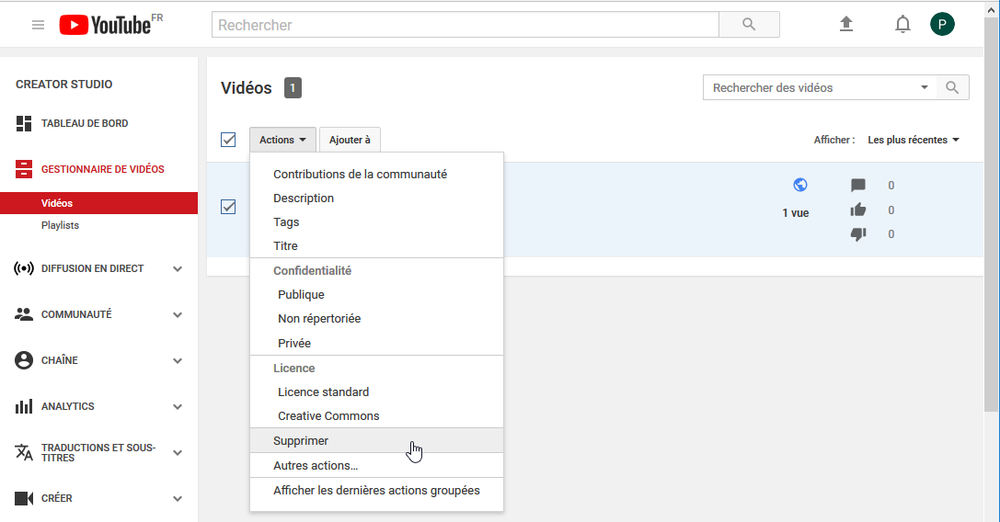 YouTube FR
Rechercher
P
CREATOR STUDIO
TABLEAU DE BORD
GESTIONNAIRE DE VIDÉOS
Vidéos
Playlists
DIFFUSION EN DIRECT
COMMUNAUTÉ
CHAÎNE
ANALYTICS
TRADUCTIONS ET SOUS-
TITRES
CRÉER
Vidéos 1
Rechercher des vidéos
Actions
Ajouter à
Afficher :
Les plus récentes
Contributions de la communauté
Description
Tags
Titre
Confidentialité
Publique
Non répertoriée
Privée
Licence
Licence standard
Creative Commons
Supprimer
Autres actions...
Afficher les dernières actions groupées
1 vue
0
0
0